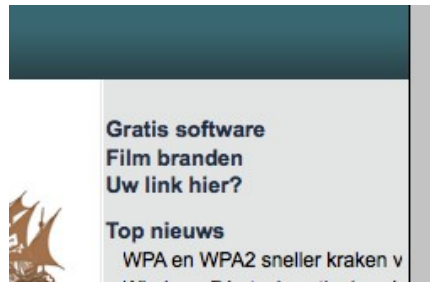 Gratis software
Film branden
Uw link hier?
Top nieuws
WPA en WPA2 sneller kraken v